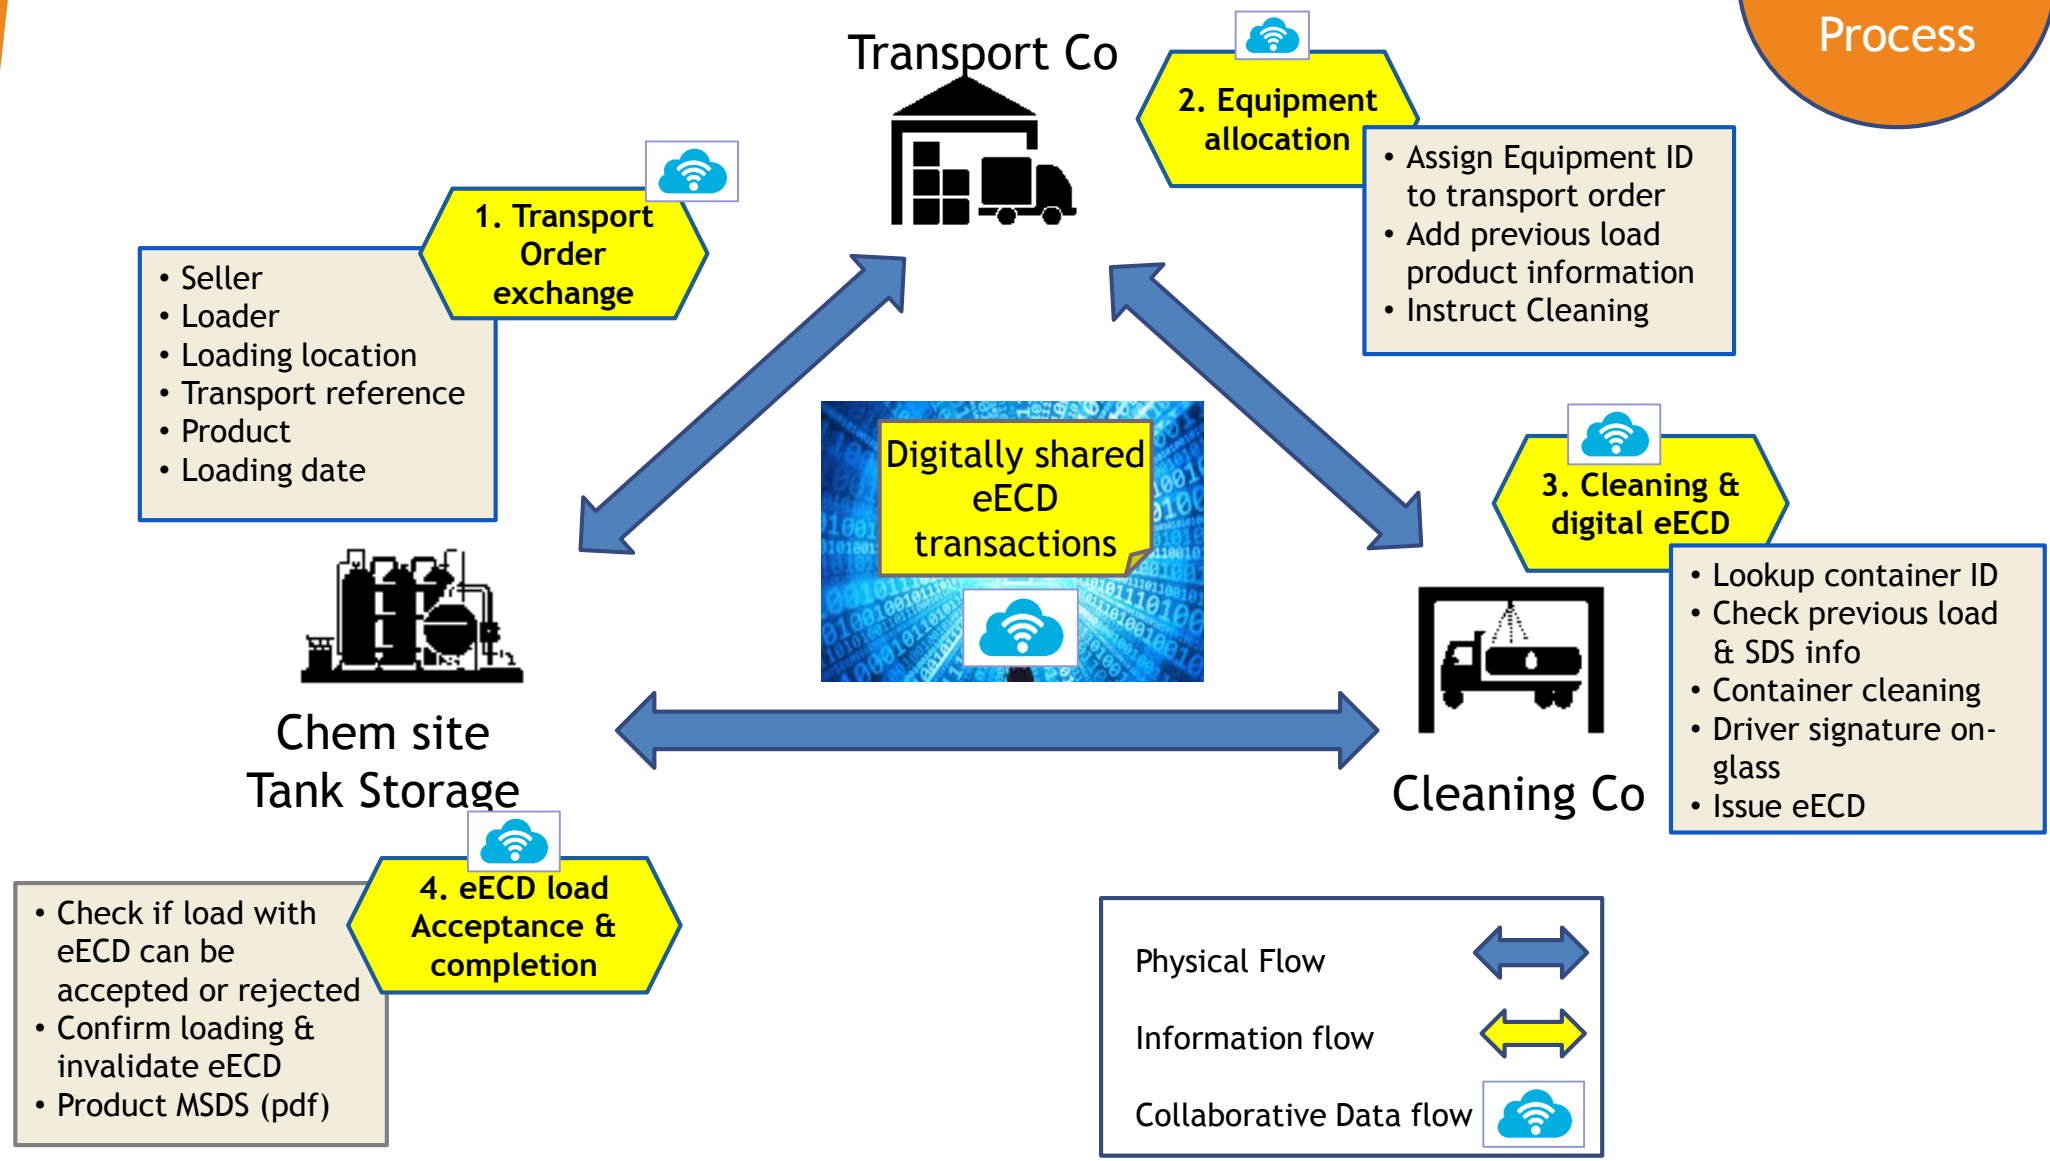 Process
Transport Co
2. Equipment
allocation
• Assign Equipment ID
to transport order
• Add previous load
product information
• Instruct Cleaning
1. Transport
Order
exchange
• Seller
• Loader
• Loading location
• Transport reference
• Product
• Loading date
Digitally shared
eECD
transactions
3. Cleaning &
digital eECD
• Lookup container ID
• Check previous load
& SDS info
• Container cleaning
• Driver signature on-
glass
• Issue eECD
Chem site
Tank Storage
Cleaning Co
4. eECD load
Acceptance &
completion
• Check if load with
eECD can be
accepted or rejected
• Confirm loading &
invalidate eECD
• Product MSDS (pdf)
Physical Flow
Information flow
Collaborative Data flow